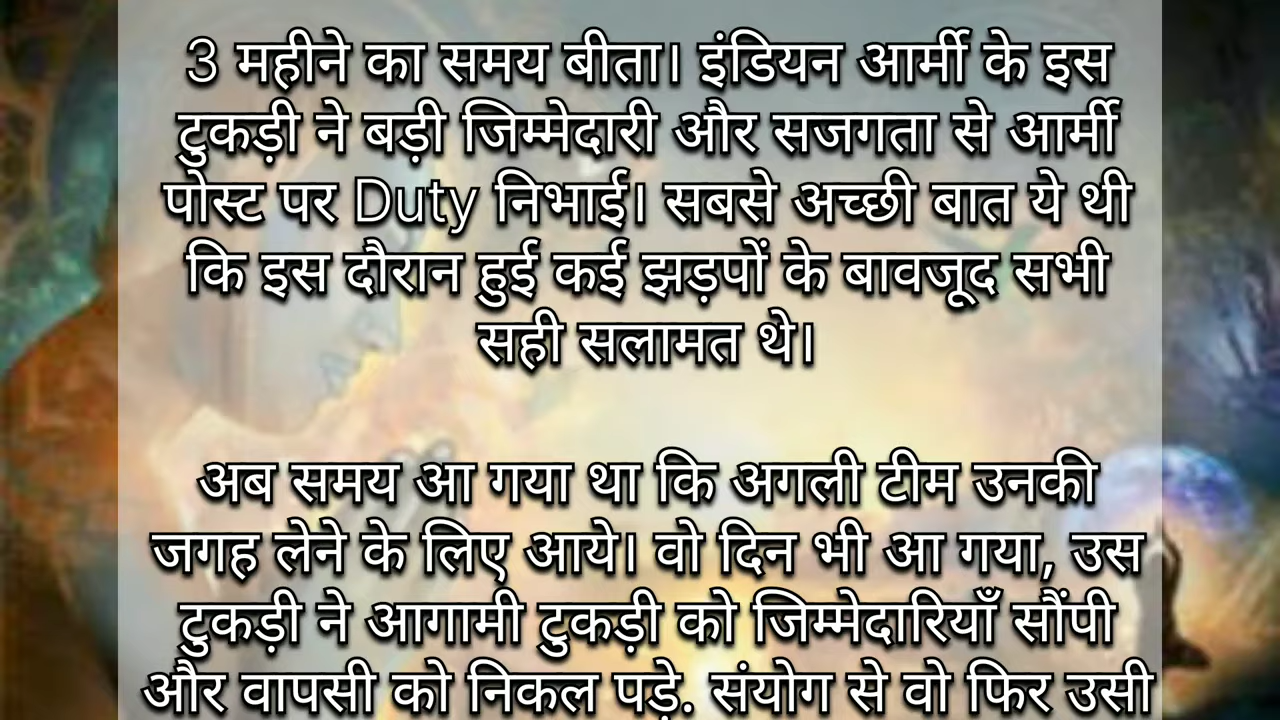 3 महीने का समय बीता। इंडियन आर्मी के इस
टुकड़ी ने बड़ी जिम्मेदारी और सजगता से आर्मी
पोस्ट पर Duty निभाई। सबसे अच्छी बात ये थी
कि इस दौरान हुई कई झड़पों के बावजूद सभी
सही सलामत थे।
अब समय आ गया था कि अगली टीम उनकी
जगह लेने के लिए आये। वो दिन भी आ गया, उस
टुकड़ी ने आगामी टुकड़ी को जिम्मेदारियाँ सौंपी
और वापसी को निकल पड़े. संयोग से वो फिर उसी